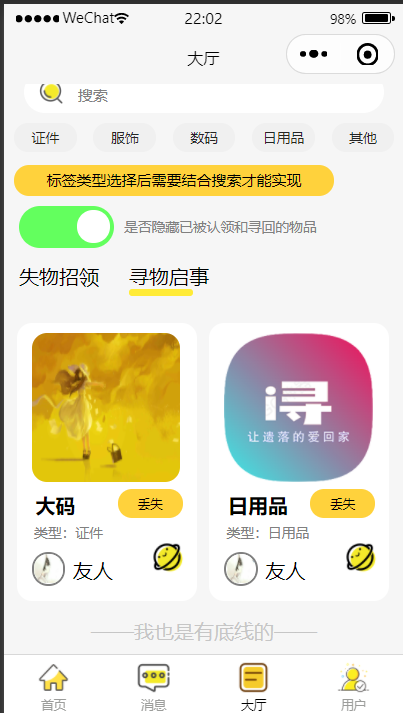 WeChat 22:02 98%
大厅
搜索
证件 服饰 数码 日用品 其他
标签类型选择后需要结合搜索才能实现
是否隐藏已被认领和寻回的物品
失物招领 寻物启事
i寻
让遗落的爱回家
大码 丢失 日用品 丢失
类型：证件 类型：日用品
友人 友人
——我也是有底线的——
首页 消息 大厅 用户